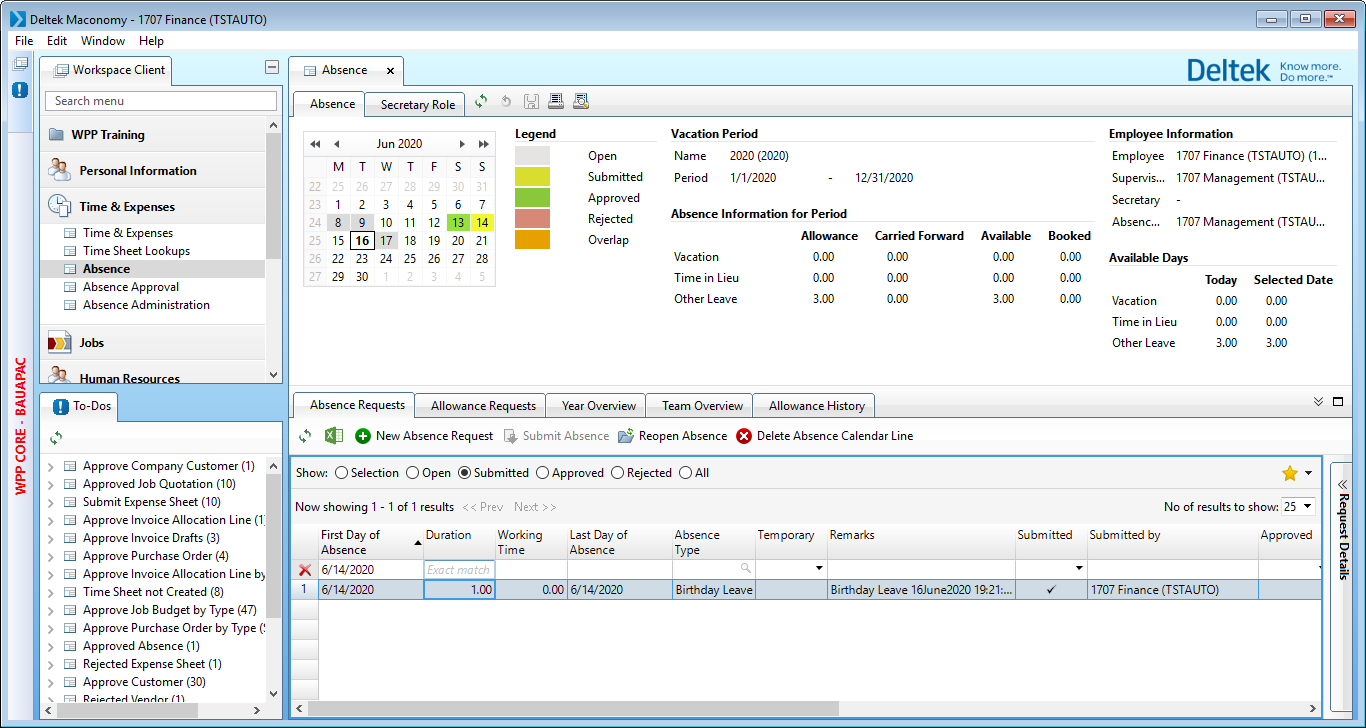 Deltek Maconomy - 1707 Finance (TSTAUTO)
File Edit Window Help
WPP CORE - BAUAPAC
Workspace Client
Search menu
WPP Training
Personal Information
Time & Expenses
Time & Expenses
Time Sheet Lookups
Absence
Absence Approval
Absence Administration
Jobs
Human Resources
To-Dos
Approve Company Customer (1)
Approved Job Quotation (10)
Submit Expense Sheet (10)
Approve Invoice Allocation Line (1)
Approve Invoice Drafts (3)
Approve Purchase Order (4)
Approve Invoice Allocation Line by
Time Sheet not Created (8)
Approve Job Budget by Type (47)
Approve Purchase Order by Type (
Approved Absence (1)
Rejected Expense Sheet (1)
Approve Customer (30)
Rejected Vendor (1)
Absence
Deltek Know more.
Do more.™
Absence Secretary Role
Jun 2020
M T W T F S S
22 25 26 27 28 29 30 31
23 1 2 3 4 5 6 7
24 8 9 10 11 12 13 14
25 15 16 17 18 19 20 21
26 22 23 24 25 26 27 28
27 29 30 1 2 3 4 5
Legend
Open
Submitted
Approved
Rejected
Overlap
Vacation Period
Name 2020 (2020)
Period 1/1/2020 - 12/31/2020
Absence Information for Period
Allowance Carried Forward Available Booked
Vacation 0.00 0.00 0.00 0.00
Time in Lieu 0.00 0.00 0.00 0.00
Other Leave 3.00 0.00 3.00 0.00
Employee Information
Employee 1707 Finance (TSTAUTO) (1...
Supervis... 1707 Management (TSTAU...
Secretary -
Absenc... 1707 Management (TSTAU...
Available Days
Today Selected Date
Vacation 0.00 0.00
Time in Lieu 0.00 0.00
Other Leave 3.00 3.00
Absence Requests Allowance Requests Year Overview Team Overview Allowance History
New Absence Request Submit Absence Reopen Absence Delete Absence Calendar Line
Show: Selection Open Submitted Approved Rejected All
Now showing 1 - 1 of 1 results << Prev Next >> No of results to show: 25
First Day of Absence Duration Working Time Last Day of Absence Absence Type Temporary Remarks Submitted Submitted by Approved
6/14/2020 Exact match
1 6/14/2020 1.00 0.00 6/14/2020 Birthday Leave Birthday Leave 16June2020 19:21:... ✓ 1707 Finance (TSTAUTO)
Request Details